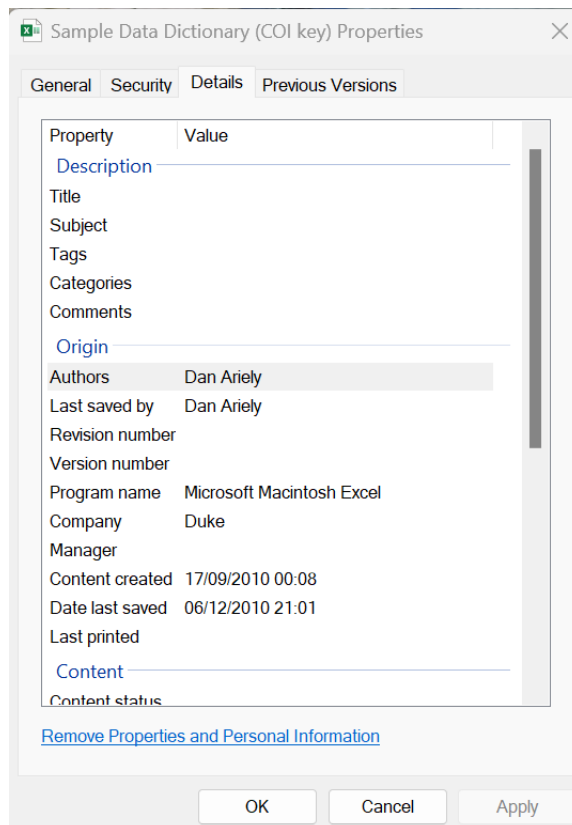 Sample Data Dictionary (COI key) Properties
General Security Details Previous Versions
Property Value
Description
Title
Subject
Tags
Categories
Comments
Origin
Authors Dan Ariely
Last saved by Dan Ariely
Revision number
Version number
Program name Microsoft Macintosh Excel
Company Duke
Manager
Content created 17/09/2010 00:08
Date last saved 06/12/2010 21:01
Last printed
Content
Content status
Remove Properties and Personal Information
OK Cancel Apply